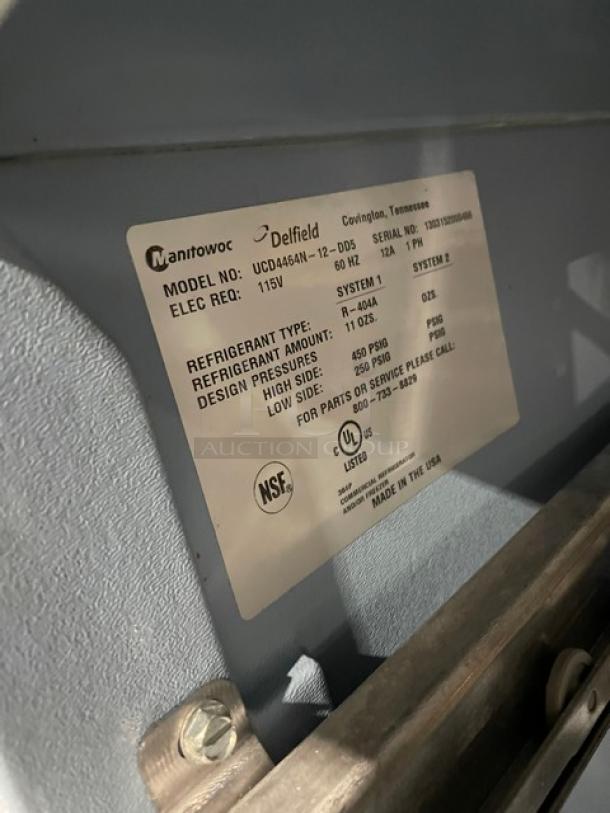 Manitowoc Delfield Covington, Tennessee
MODEL NO: UCD4464N-12-DD5 SERIAL NO:
ELEC REQ: 115V 60 HZ 12A 1 PH
SYSTEM 1 SYSTEM 2
REFRIGERANT TYPE: R-404A
REFRIGERANT AMOUNT: 11 OZS. OZS.
DESIGN PRESSURES
HIGH SIDE: 450 PSIG PSIG
LOW SIDE: 250 PSIG PSIG
FOR PARTS OR SERVICE PLEASE CALL:
800-733-8829
AUCTION GROUP
C UL US
LISTED
NSF®
COMMERCIAL REFRIGERATOR
AND/OR FREEZER
MADE IN THE USA